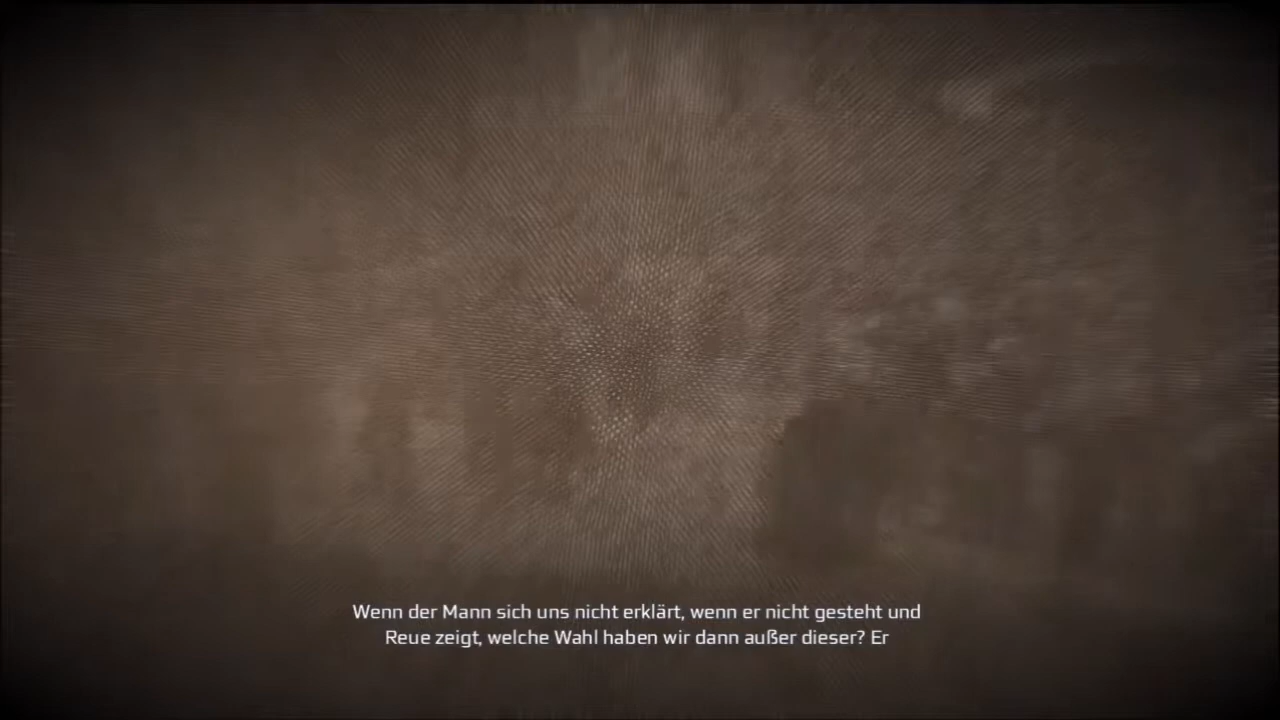 Wenn der Mann sich uns nicht erklärt, wenn er nicht gesteht und
Reue zeigt, welche Wahl haben wir dann außer dieser? Er